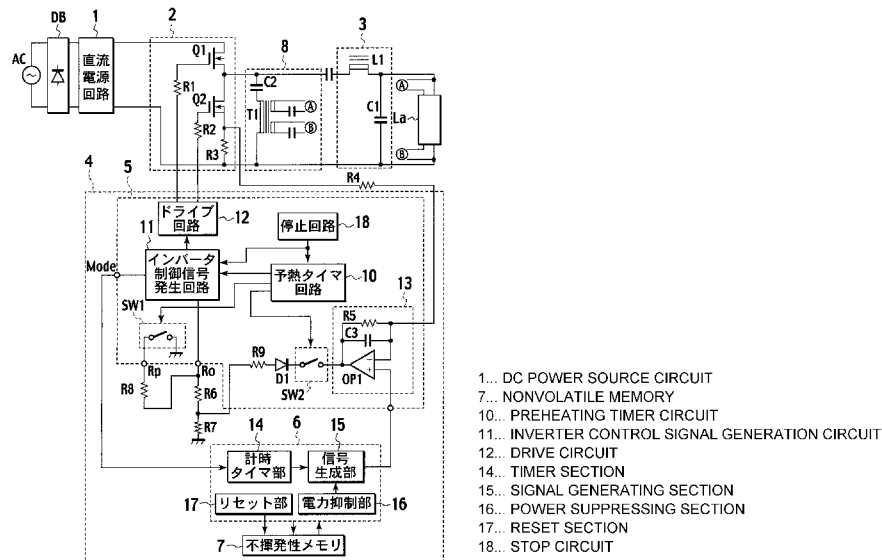 2
3
DB
1
8
AC
直流
電源
回路
Q1
R1
Q2
R2
R3
C2
T1
A
B
L1
C1
A
La
B
4
5
R4
ドライブ
回路
12
停止回路
18
11
インバータ
制御信号
発生回路
Mode
予熱タイマ
回路
10
13
SW1
R5
C3
R9
D1
SW2
OP1
Rp
Ro
R8
R6
R7
14
6
15
計時
タイマ部
信号
生成部
17
リセット部
電力抑制部
16
7
不揮発性メモリ
1... DC POWER SOURCE CIRCUIT
7... NONVOLATILE MEMORY
10... PREHEATING TIMER CIRCUIT
11... INVERTER CONTROL SIGNAL GENERATION CIRCUIT
12... DRIVE CIRCUIT
14... TIMER SECTION
15... SIGNAL GENERATING SECTION
16... POWER SUPPRESSING SECTION
17... RESET SECTION
18... STOP CIRCUIT